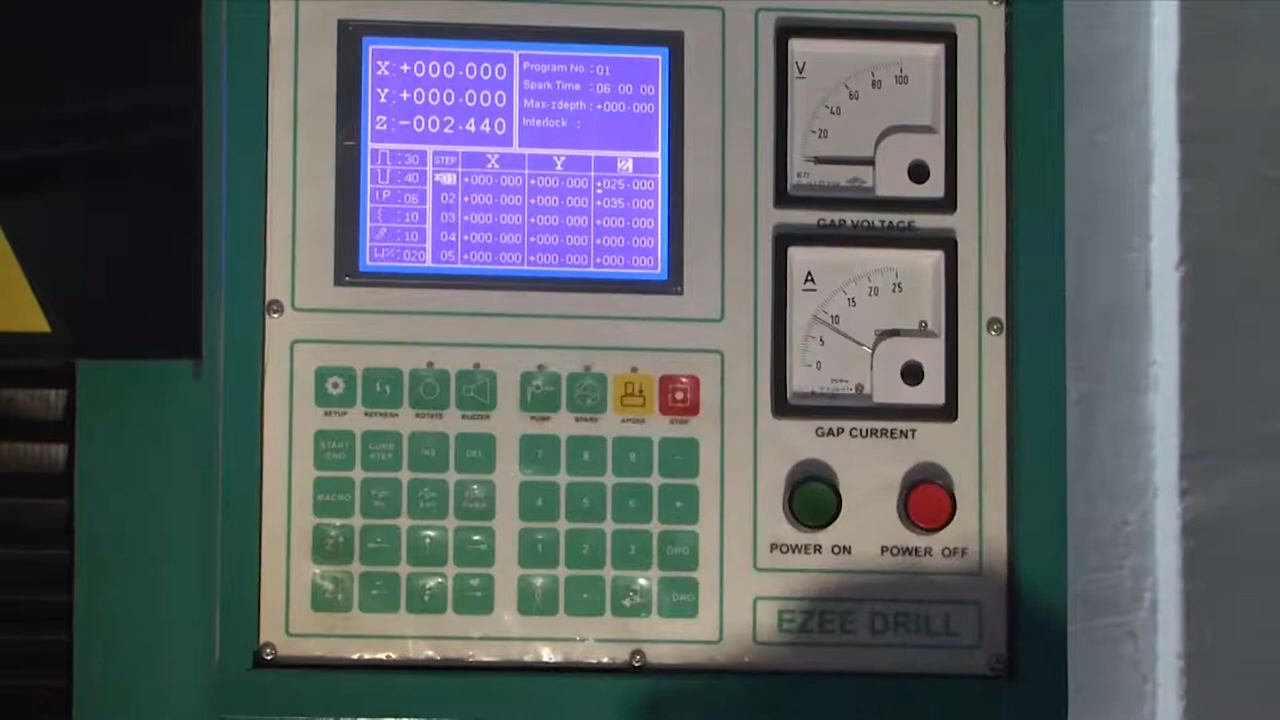 X:+000.000
Y:+000.000
Z:-002.440
Program No. :01
Spark Time :06 00 00
Max-zdepth :+000-000
Interlock :
:30
:40
I.P :06
:10
:10
:020
STEP X Y Z
01 +000-000 +000-000 +025-000
02 +000-000 +000-000 +035-000
03 +000-000 +000-000 +000-000
04 +000-000 +000-000 +000-000
05 +000-000 +000-000 +000-000
V
20 40 60 80 100
GAP VOLTAGE
A
0 5 10 15 20 25
GAP CURRENT
POWER ON POWER OFF
EZEE DRILL
SETUP REFRESH ROTATE BUZZER PUMP SPARK STOP
START END CURR STEP INS DEL 7 8 9 -
MACRO 4 5 6 +
Z↑ ← ↑ → 1 2 3 DRO
Z↓ 0 . DRO